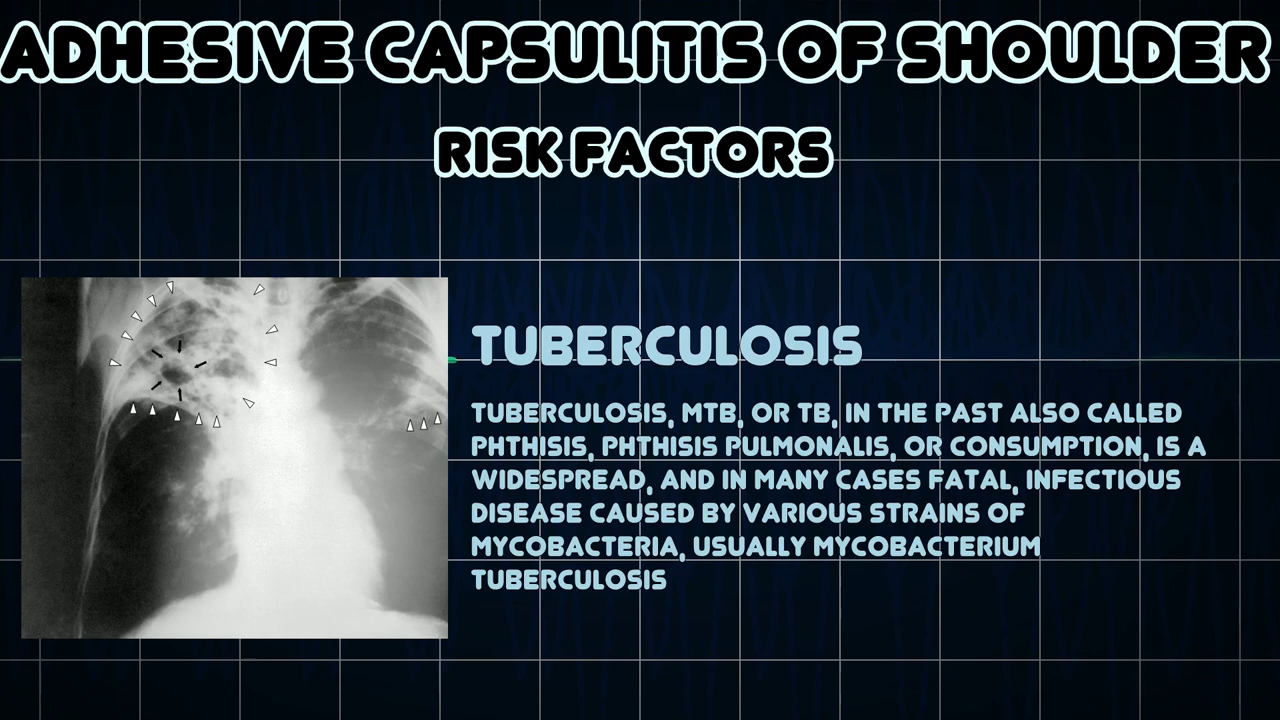 ADHESIVE CAPSULITIS OF SHOULDER
RISK FACTORS
TUBERCULOSIS
TUBERCULOSIS, MTB, OR TB, IN THE PAST ALSO CALLED
PHTHISIS, PHTHISIS PULMONALIS, OR CONSUMPTION, IS A
WIDESPREAD, AND IN MANY CASES FATAL, INFECTIOUS
DISEASE CAUSED BY VARIOUS STRAINS OF
MYCOBACTERIA, USUALLY MYCOBACTERIUM
TUBERCULOSIS